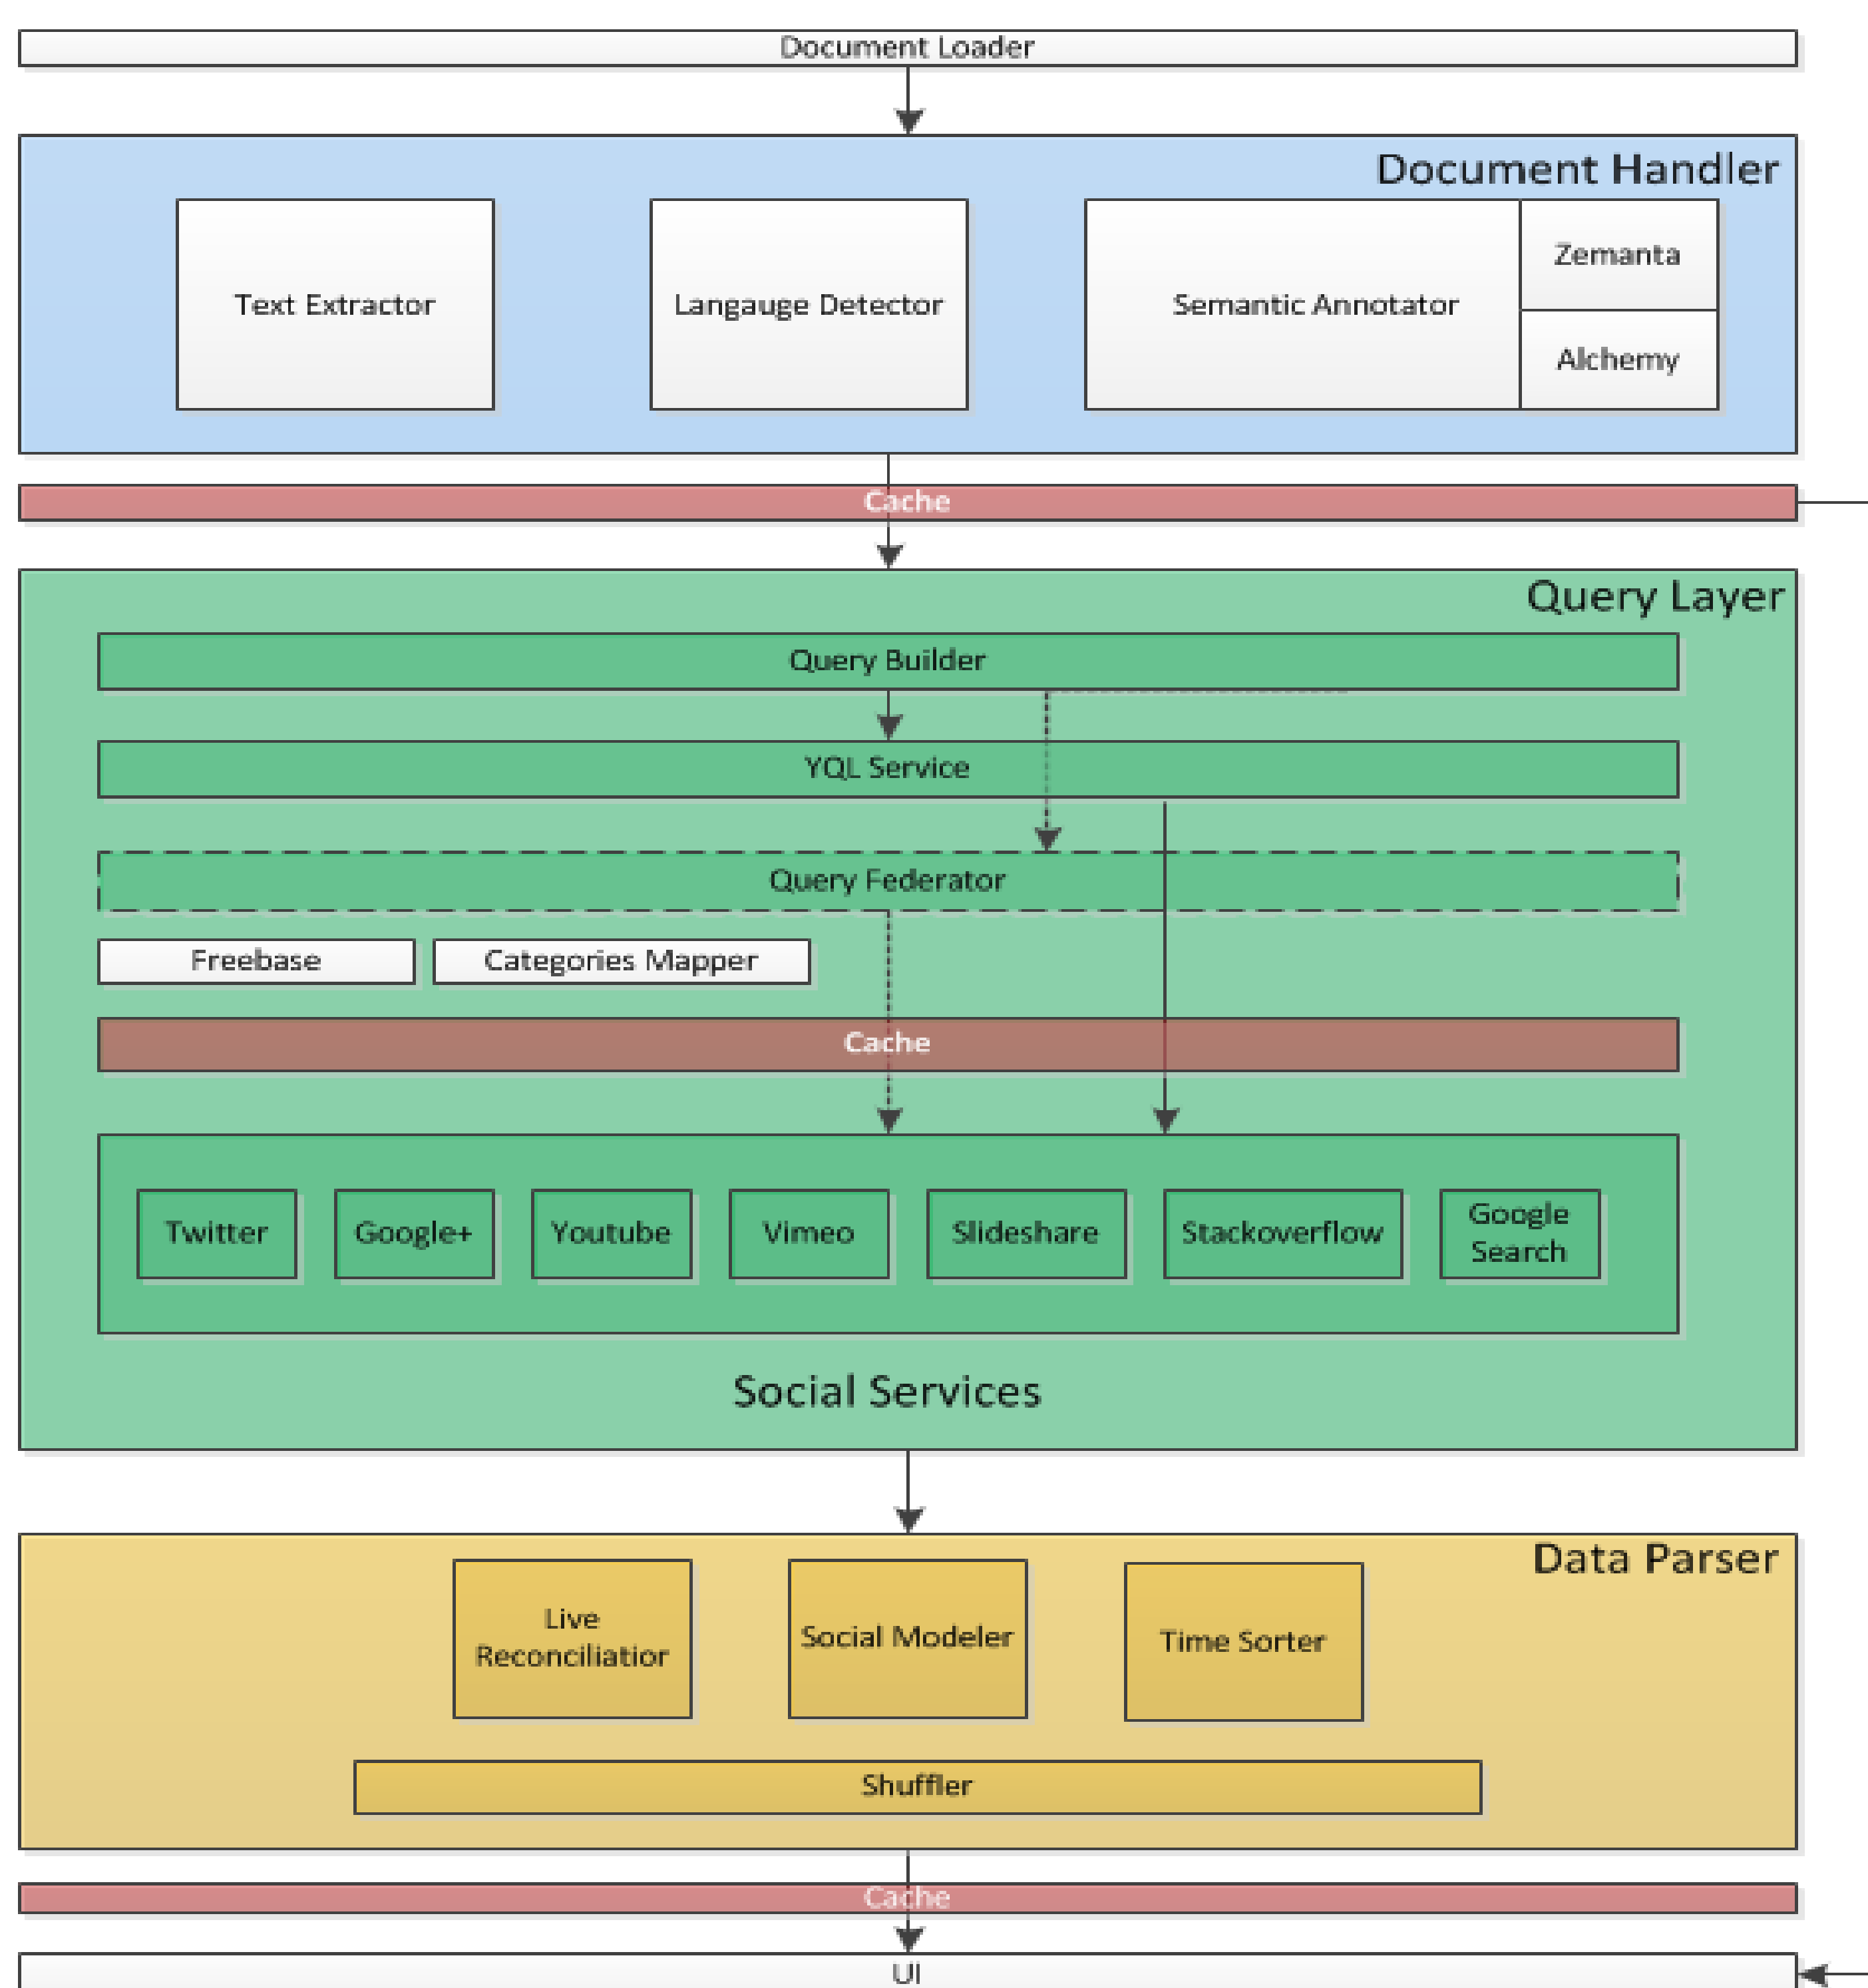 Document Loader
Document Handler
Text Extractor
Langauge Detector
Semantic Annotator
Zemanta
Alchemy
Cache
Query Layer
Query Builder
YQL Service
Query Federator
Freebase
Categories Mapper
Cache
Twitter
Google+
Youtube
Vimeo
Slideshare
Stackoverflow
Google
Search
Social Services
Data Parser
Live
Reconciliatior
Social Modeler
Time Sorter
Shuffler
Cache
UI